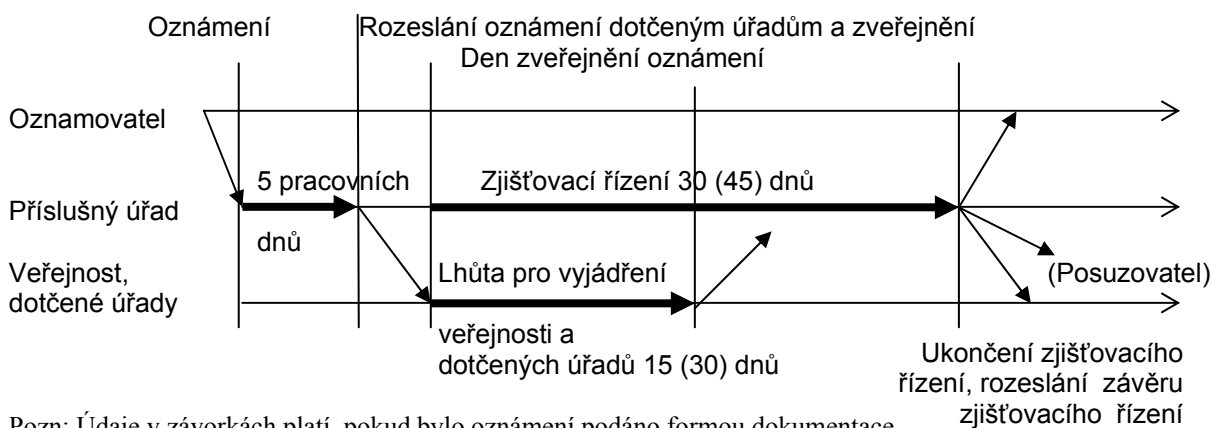 Oznámení
Rozeslání oznámení dotčeným úřadům a zveřejnění
Den zveřejnění oznámení
Oznamovatel
5 pracovních
dnů
Zjišťovací řízení 30 (45) dnů
Příslušný úřad
Veřejnost,
dotčené úřady
Lhůta pro vyjádření
veřejnosti a
dotčených úřadů 15 (30) dnů
(Posuzovatel)
Ukončení zjišťovacího
řízení, rozeslání závěru
zjišťovacího řízení
Pozn: Údaje v závorkách platí, pokud bylo oznámení podáno formou dokumentace